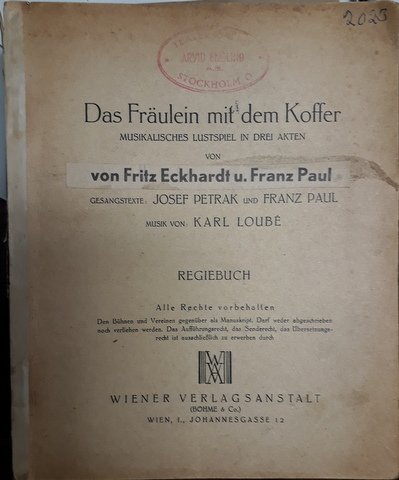 2025
ARVID ENGLIND
STOCKHOLM Ö.
Das Fräulein mit dem Koffer
MUSIKALISCHES LUSTSPIEL IN DREI AKTEN
VON
von Fritz Eckhardt u. Franz Paul
GESANGSTEXTE: JOSEF PETRAK UND FRANZ PAUL
MUSIK VON: KARL LOUBÉ
REGIEBUCH
Alle Rechte vorbehalten
Den Bühnen und Vereinen gegenüber als Manuskript. Darf weder abgeschrieben
noch verliehen werden. Das Aufführungsrecht, das Senderecht, das Übersetzungs-
recht ist ausschließlich zu erwerben durch
WIENER VERLAGSANSTALT
(BÖHME & Co.)
WIEN, I., JOHANNESGASSE 12